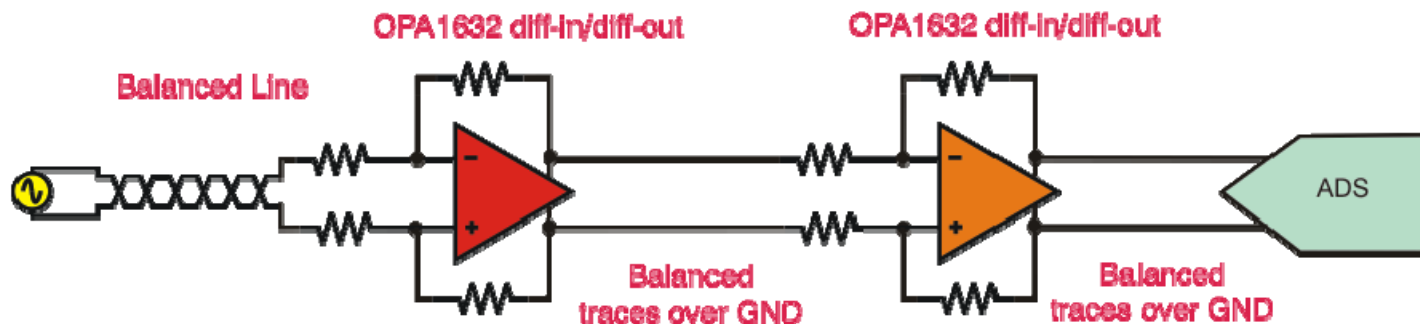 OPA1632 diff-in/diff-out
OPA1632 diff-in/diff-out
Balanced Line
-
+
-
+
ADS
Balanced
traces over GND
Balanced
traces over GND